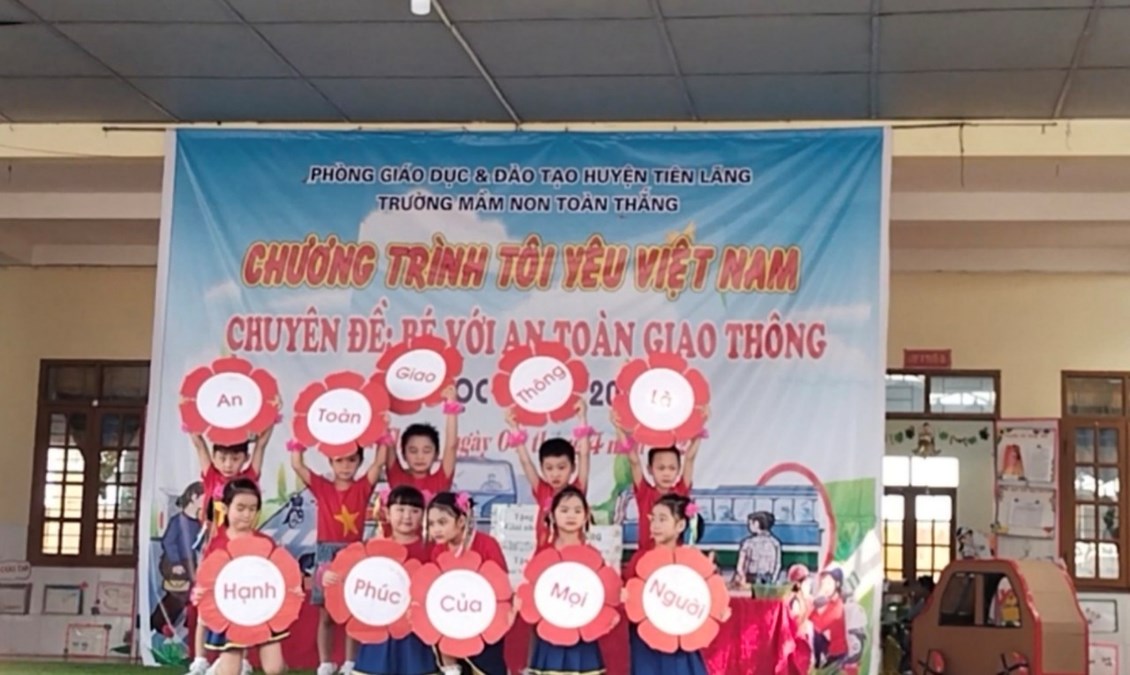 PHÒNG GIÁO DỤC & ĐÀO TẠO HUYỆN TIÊN LÃNG
TRƯỜNG MẦM NON TOÀN THẮNG
CHƯƠNG TRÌNH TÔI YÊU VIỆT NAM
CHUYÊN ĐỀ: BÉ VỚI AN TOÀN GIAO THÔNG
An Toàn Giao Thông Là
Hạnh Phúc Của Mọi Người